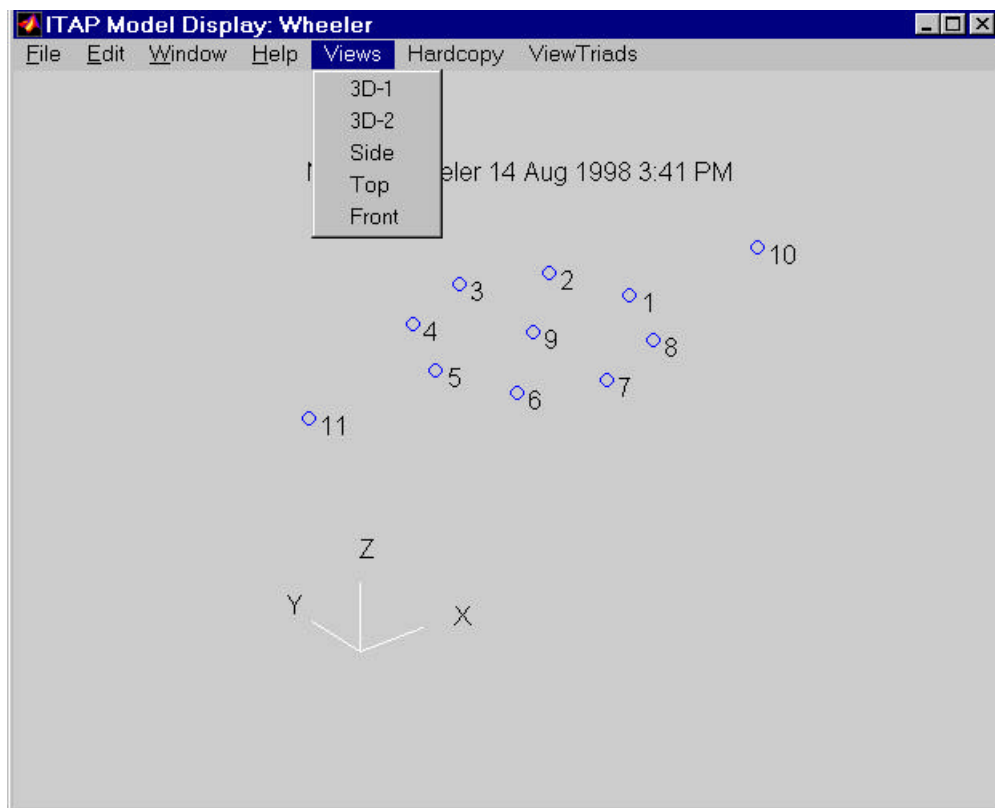 ITAP Model Display: Wheeler
File Edit Window Help Views Hardcopy ViewTriads
3D-1
3D-2
Side
Top
Front
14 Aug 1998 3:41 PM
10
2
3
1
4
9
8
5
7
6
11
Z
Y
X